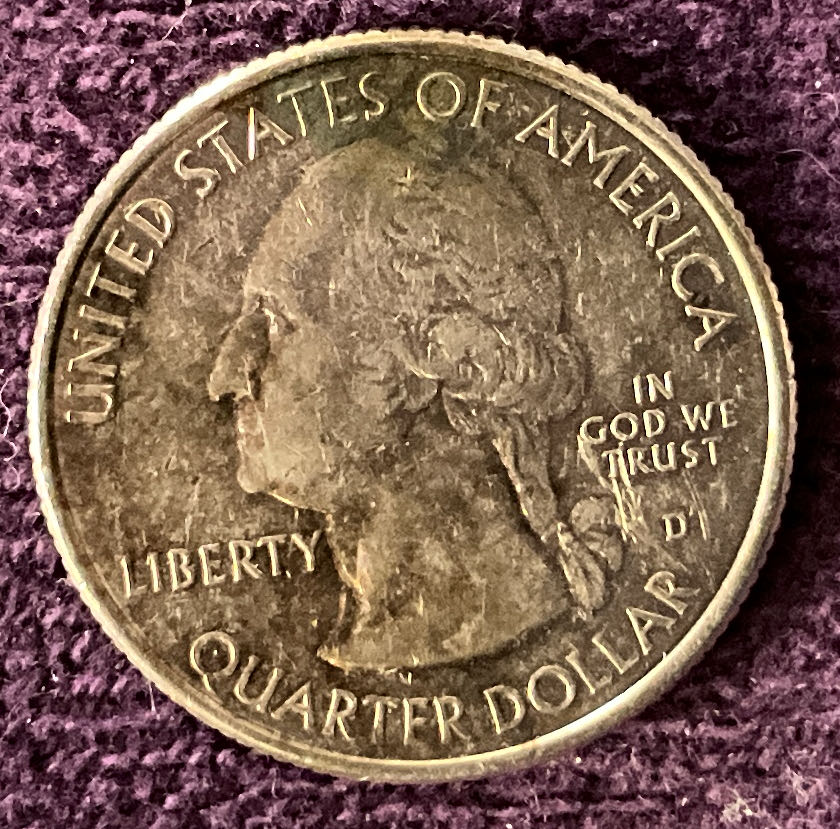 UNITED STATES OF AMERICA
IN
GOD WE
TRUST
D
LIBERTY
QUARTER DOLLAR